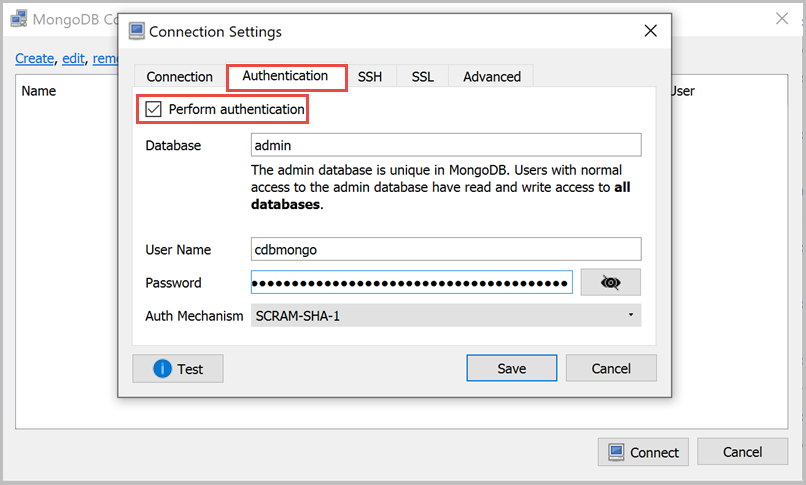 MongoDB Co
Connection Settings
Create, edit, rem
Connection Authentication SSH SSL Advanced
Name
User
Perform authentication
Database admin
The admin database is unique in MongoDB. Users with normal
access to the admin database have read and write access to all
databases.
User Name cdbmongo
Password
Auth Mechanism SCRAM-SHA-1
Test Save Cancel
Connect Cancel